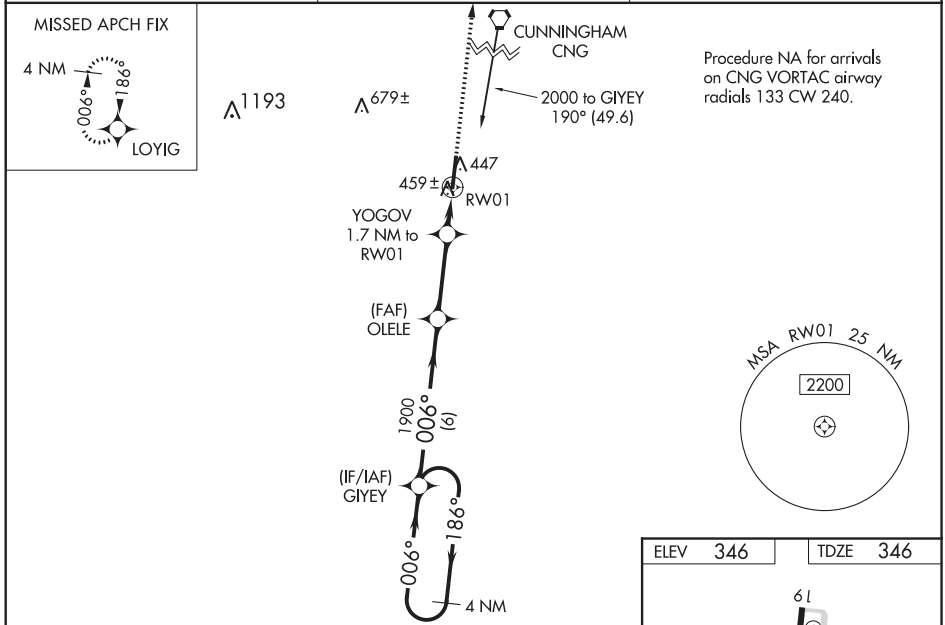 MISSED APCH FIX
4 NM
006°
186°
LOYIG
1193
679±
CUNNINGHAM
CNG
2000 to GIYEY
190° (49.6)
Procedure NA for arrivals
on CNG VORTAC airway
radials 133 CW 240.
447
459±
RW01
YOGOV
1.7 NM to
RW01
(FAF)
OLELE
1900
006°
(6)
(IF/IAF)
GIYEY
006°
186°
4 NM
MSA RW01 25 NM
2200
ELEV 346
TDZE 346
19